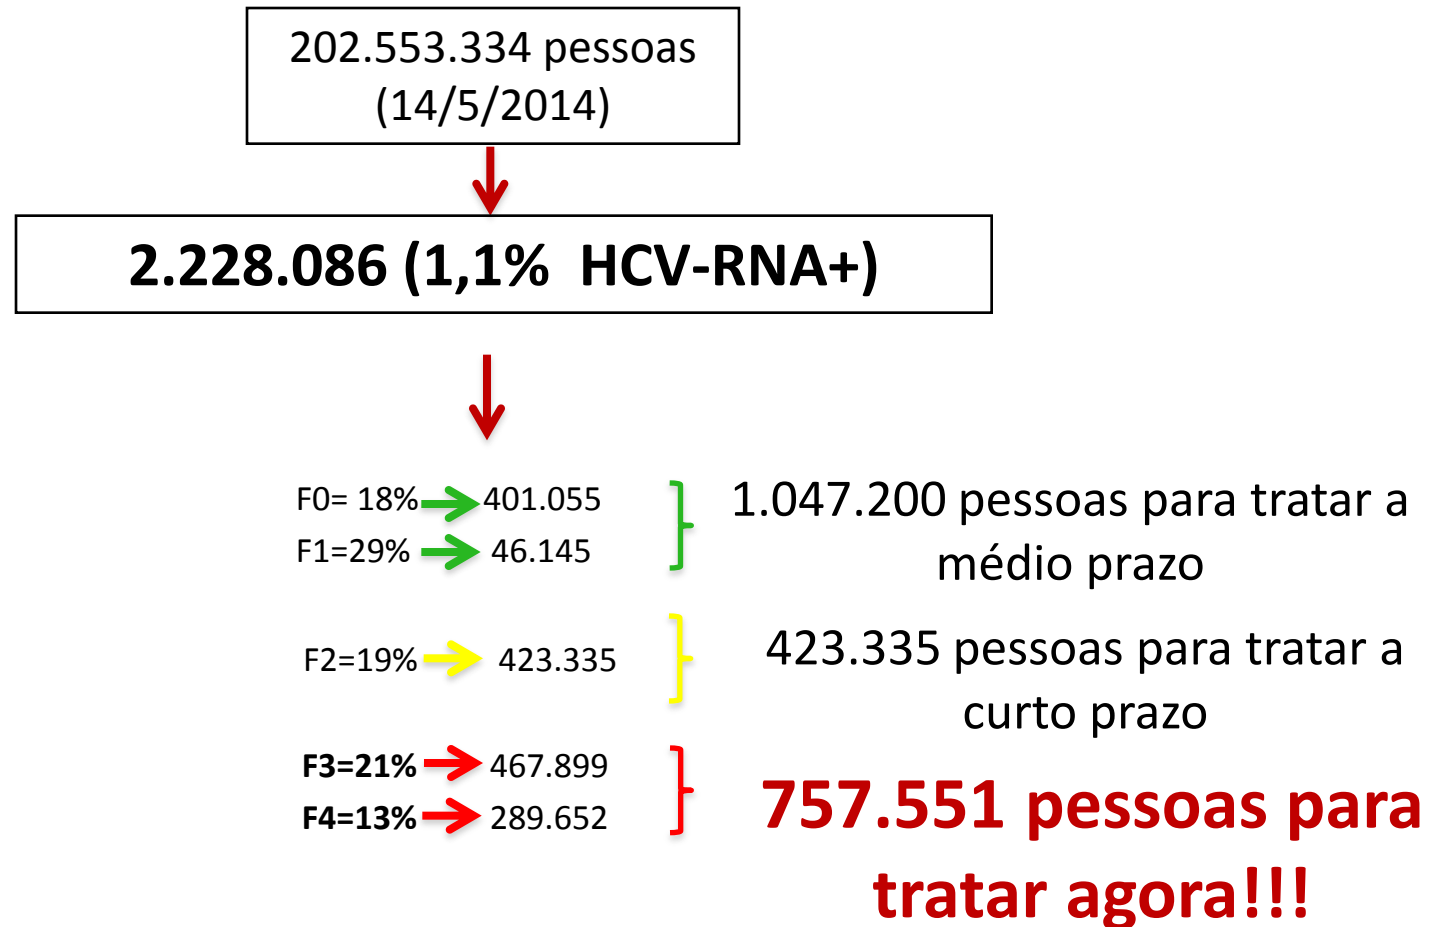 202.553.334 pessoas
(14/5/2014)
2.228.086 (1,1% HCV-RNA+)
F0= 18% 401.055
F1=29% 46.145
1.047.200 pessoas para tratar a
médio prazo
F2=19% 423.335
423.335 pessoas para tratar a
curto prazo
F3=21% 467.899
F4=13% 289.652
757.551 pessoas para
tratar agora!!!